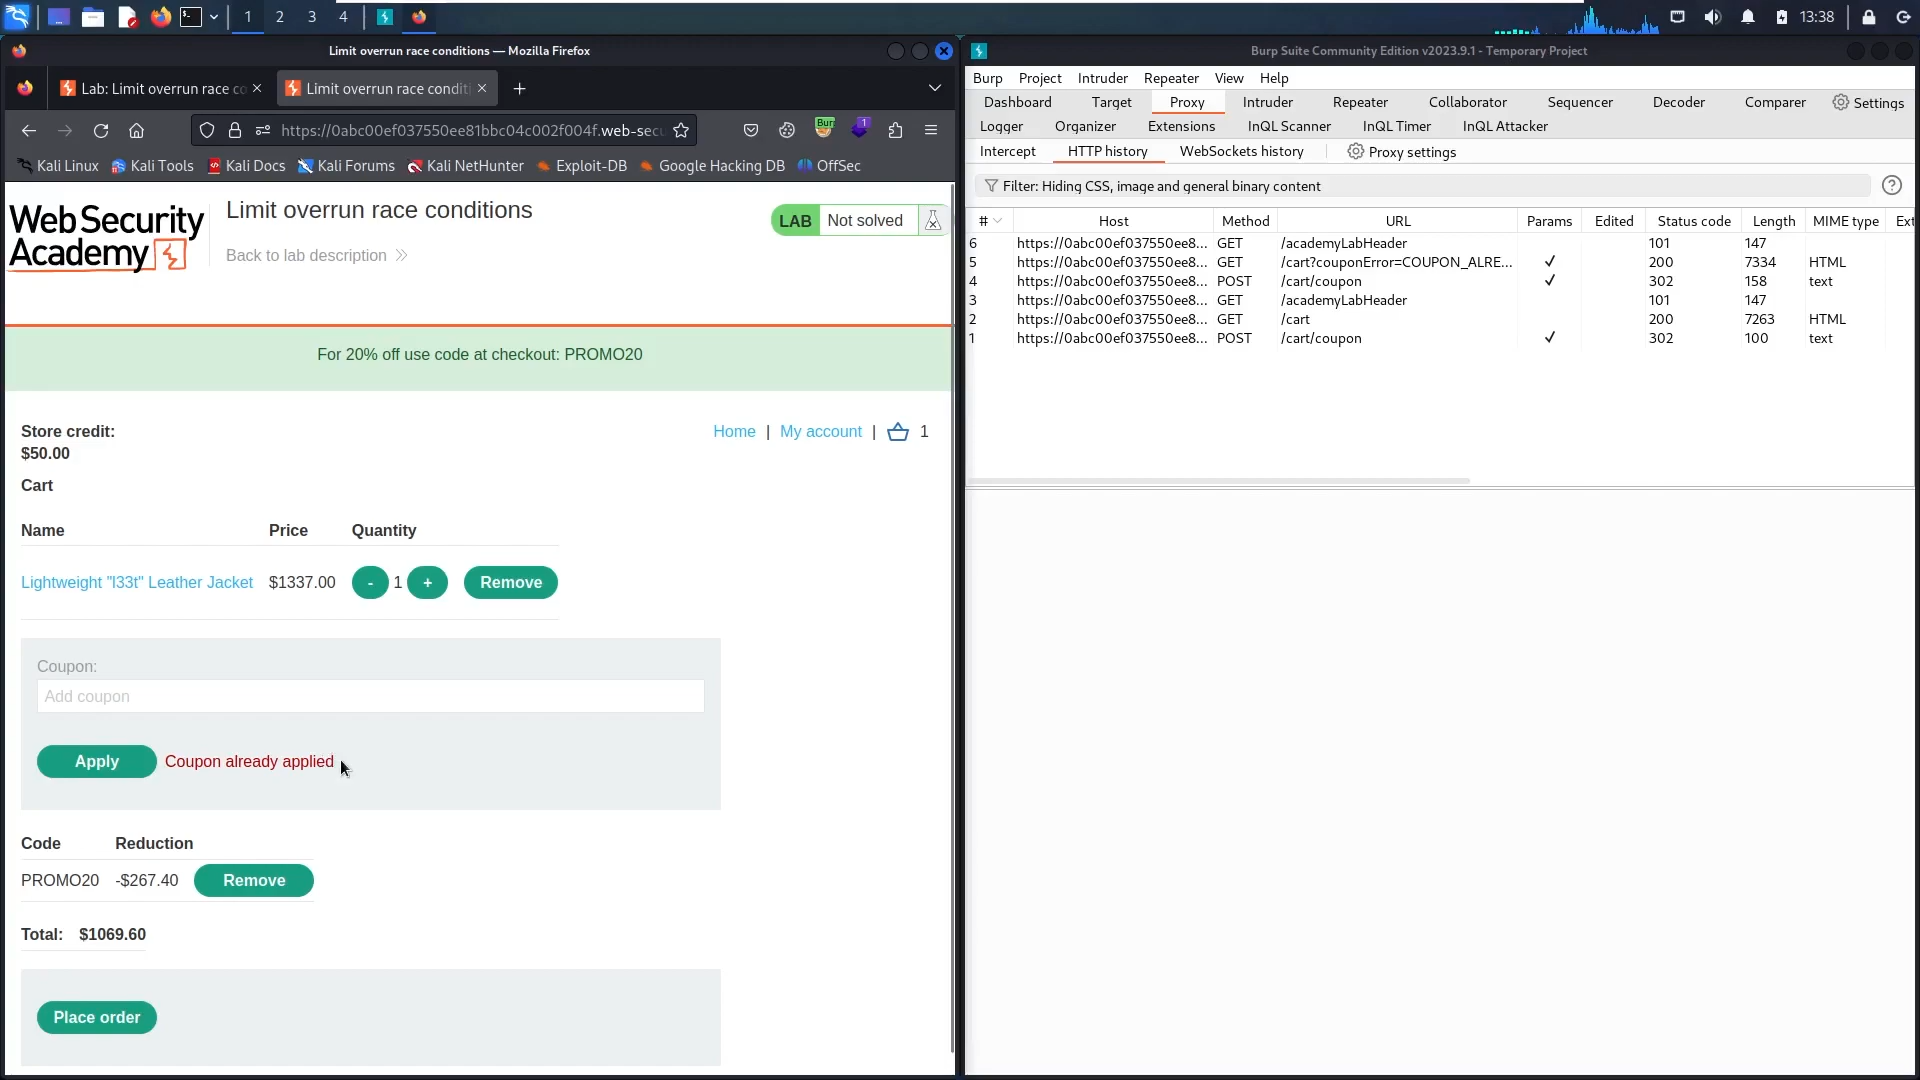 1 2 3 4
13:38
Limit overrun race conditions — Mozilla Firefox
Lab: Limit overrun race co
Limit overrun race conditi
https://0abc00ef037550ee81bbc04c002f004f.web-secu
Kali Linux Kali Tools Kali Docs Kali Forums Kali NetHunter Exploit-DB Google Hacking DB OffSec
Web Security
Academy
Limit overrun race conditions
Back to lab description
LAB Not solved
For 20% off use code at checkout: PROMO20
Store credit:
$50.00
Home | My account | 1
Cart
Name Price Quantity
Lightweight "l33t" Leather Jacket $1337.00 - 1 + Remove
Coupon:
Add coupon
Apply Coupon already applied
Code Reduction
PROMO20 -$267.40 Remove
Total: $1069.60
Place order
Burp Suite Community Edition v2023.9.1 - Temporary Project
Burp Project Intruder Repeater View Help
Dashboard Target Proxy Intruder Repeater Collaborator Sequencer Decoder Comparer Settings
Logger Organizer Extensions InQL Scanner InQL Timer InQL Attacker
Intercept HTTP history WebSockets history | Proxy settings
Filter: Hiding CSS, image and general binary content
# Host Method URL Params Edited Status code Length MIME type Ext
6 https://0abc00ef037550ee8... GET /academyLabHeader 101 147
5 https://0abc00ef037550ee8... GET /cart?couponError=COUPON_ALRE... ✓ 200 7334 HTML
4 https://0abc00ef037550ee8... POST /cart/coupon ✓ 302 158 text
3 https://0abc00ef037550ee8... GET /academyLabHeader 101 147
2 https://0abc00ef037550ee8... GET /cart 200 7263 HTML
1 https://0abc00ef037550ee8... POST /cart/coupon ✓ 302 100 text